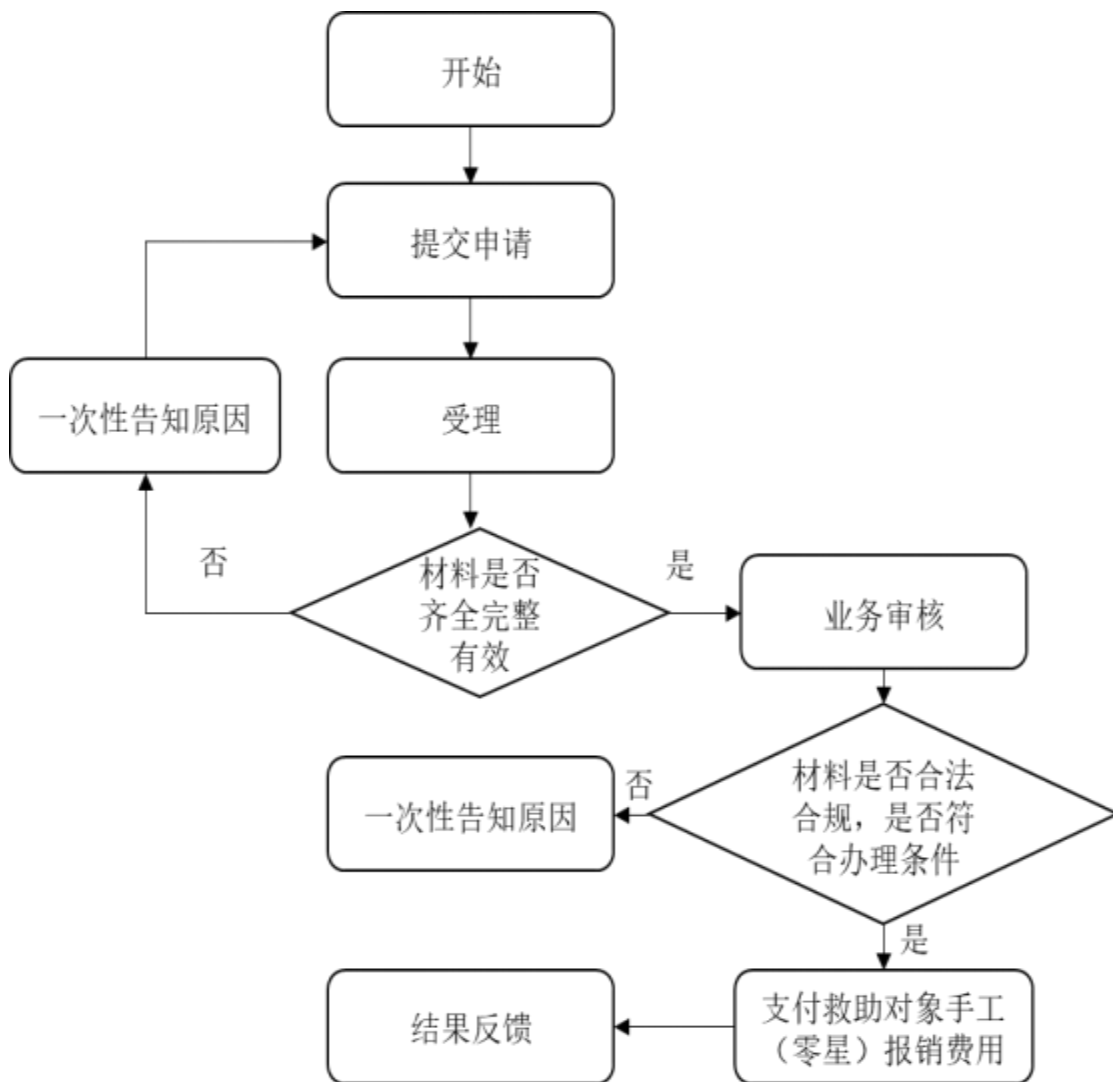 开始
提交申请
一次性告知原因
受理
否
材料是否
齐全完整
有效
是
业务审核
一次性告知原因
否
材料是否合法
合规，是否符
合办理条件
是
结果反馈
支付救助对象手工
（零星）报销费用